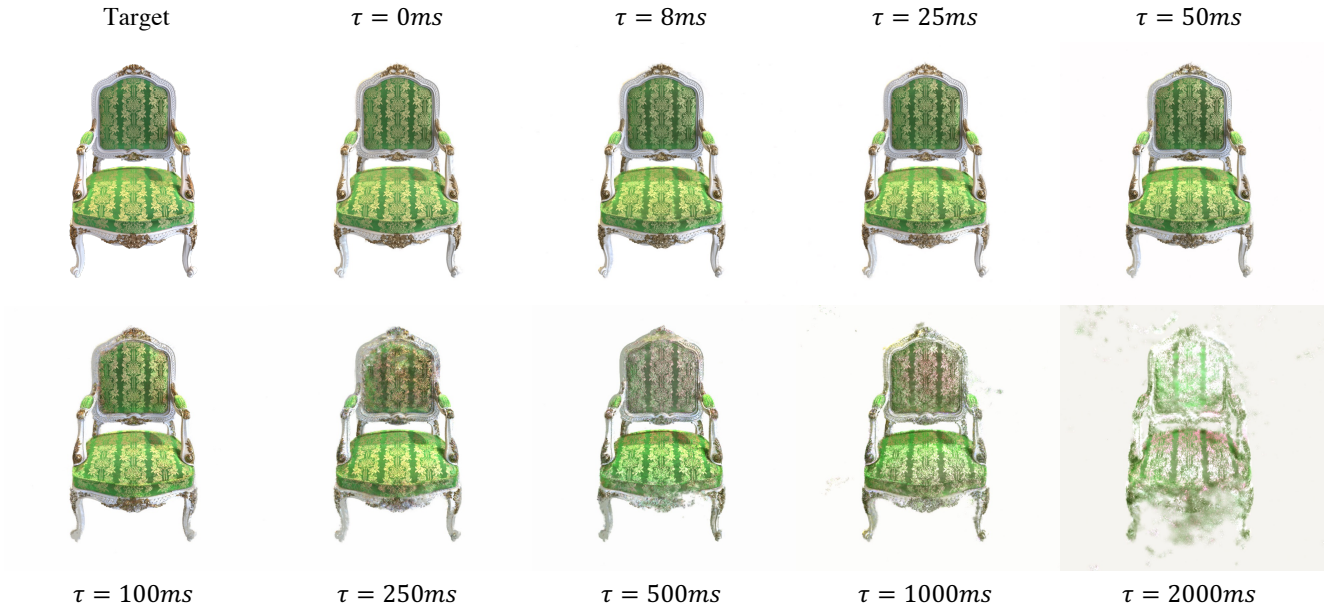 Target τ = 0ms τ = 8ms τ = 25ms τ = 50ms
τ = 100ms τ = 250ms τ = 500ms τ = 1000ms τ = 2000ms